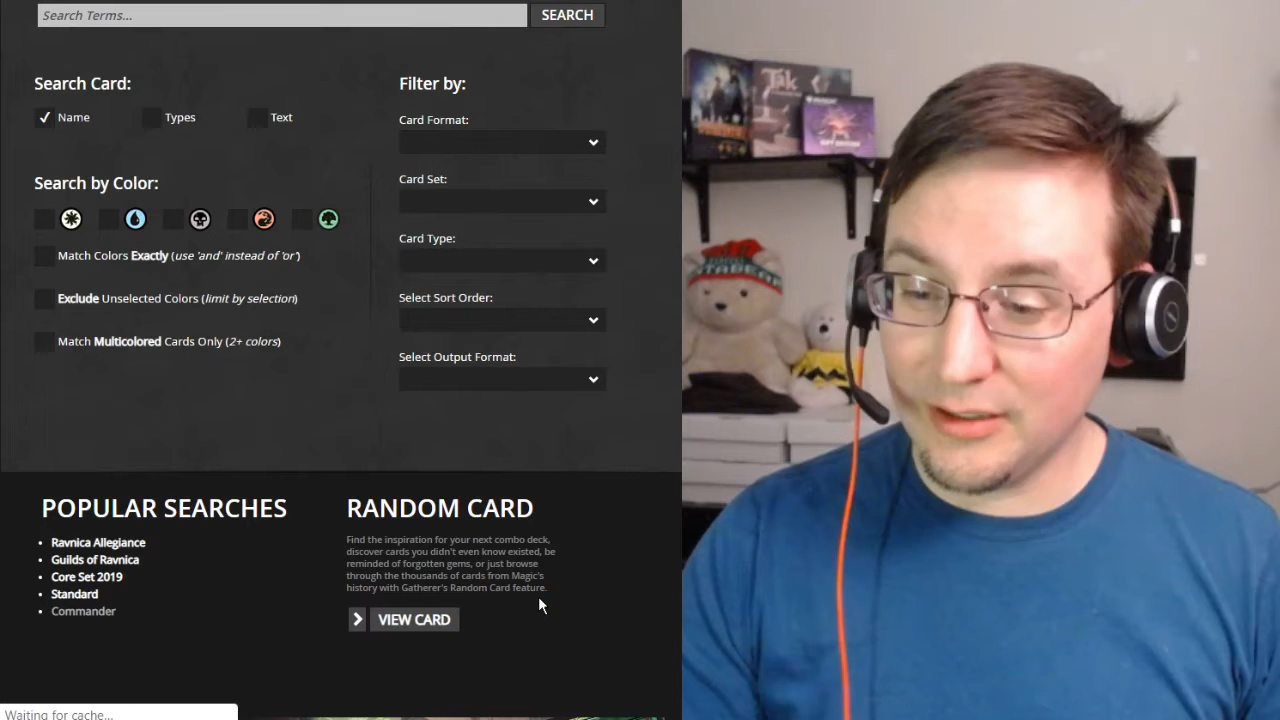 Search Terms...
SEARCH
Search Card:
Name
Types
Text
Search by Color:
Match Colors Exactly (use 'and' instead of 'or')
Exclude Unselected Colors (limit by selection)
Match Multicolored Cards Only (2+ colors)
Filter by:
Card Format:
Card Set:
Card Type:
Select Sort Order:
Select Output Format:
POPULAR SEARCHES
Ravnica Allegiance
Guilds of Ravnica
Core Set 2019
Standard
Commander
RANDOM CARD
Find the inspiration for your next combo deck,
discover cards you didn't even know existed, be
reminded of forgotten gems, or just browse
through the thousands of cards from Magic's
history with Gatherer's Random Card feature.
VIEW CARD
Waiting for cache...
Tak